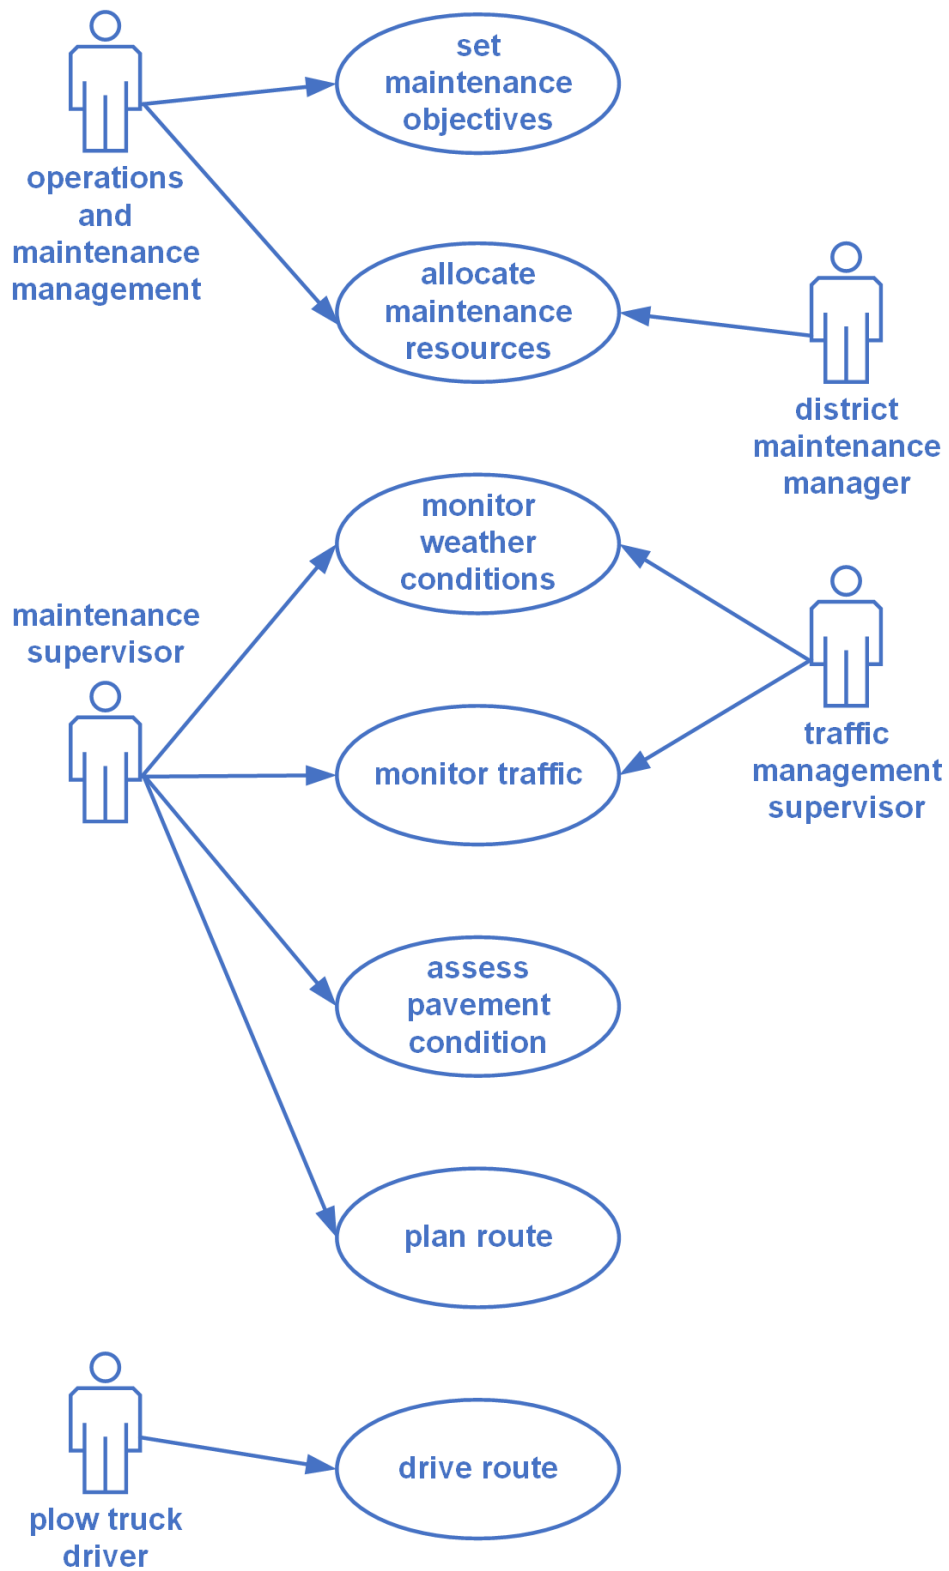 set
maintenance
objectives
operations
and
maintenance
management
allocate
maintenance
resources
district
maintenance
manager
monitor
weather
conditions
maintenance
supervisor
monitor traffic
traffic
management
supervisor
assess
pavement
condition
plan route
plow truck
driver
drive route